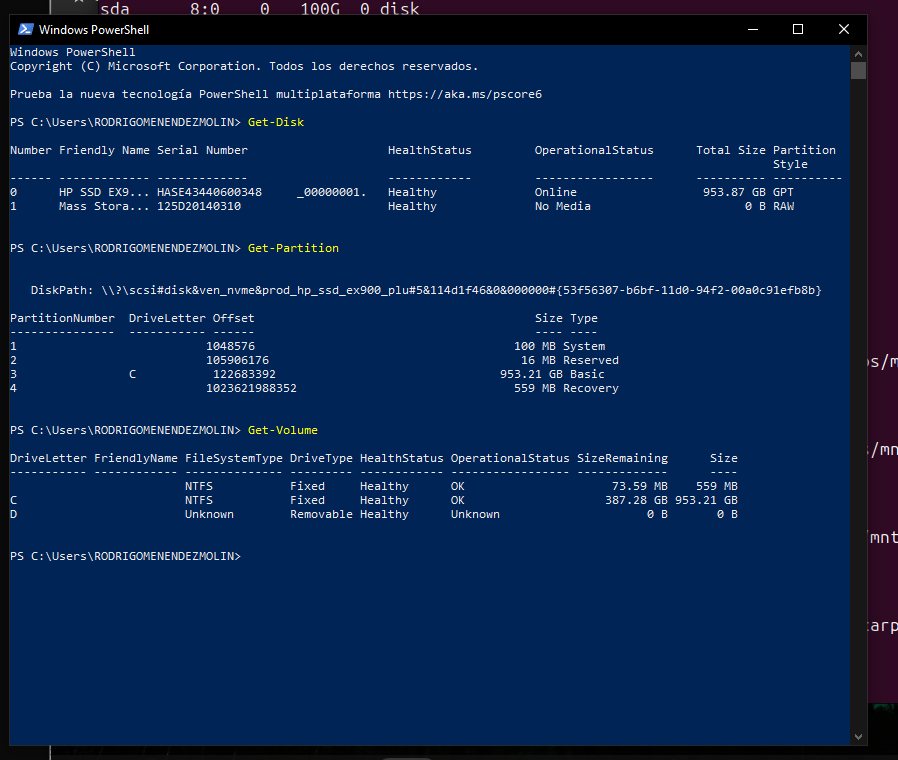 sda 8:0 0 100G 0 disk
Windows PowerShell
Windows PowerShell
Copyright (C) Microsoft Corporation. Todos los derechos reservados.
Prueba la nueva tecnología PowerShell multiplataforma https://aka.ms/pscore6
PS C:\Users\RODRIGOMENENDEZMOLIN> Get-Disk
Number Friendly Name Serial Number HealthStatus OperationalStatus Total Size Partition
Style
------ ------------- ------------- ------------ ----------------- ---------- ----------
0 HP SSD EX9... HASE43440600348 _00000001. Healthy Online 953.87 GB GPT
1 Mass Stora... 125D20140310 Healthy No Media 0 B RAW
PS C:\Users\RODRIGOMENENDEZMOLIN> Get-Partition
DiskPath: \\?\scsi#disk&ven_nvme&prod_hp_ssd_ex900_plu#5&114d1f46&0&000000#{53f56307-b6bf-11d0-94f2-00a0c91efb8b}
PartitionNumber DriveLetter Offset Size Type
--------------- ----------- ------ ---- ----
1 1048576 100 MB System
2 105906176 16 MB Reserved
3 C 122683392 953.21 GB Basic
4 1023621988352 559 MB Recovery
PS C:\Users\RODRIGOMENENDEZMOLIN> Get-Volume
DriveLetter FriendlyName FileSystemType DriveType HealthStatus OperationalStatus SizeRemaining Size
----------- ------------ -------------- --------- ------------ ----------------- ------------- ----
NTFS Fixed Healthy OK 73.59 MB 559 MB
C NTFS Fixed Healthy OK 387.28 GB 953.21 GB
D Unknown Removable Healthy Unknown 0 B 0 B
PS C:\Users\RODRIGOMENENDEZMOLIN>